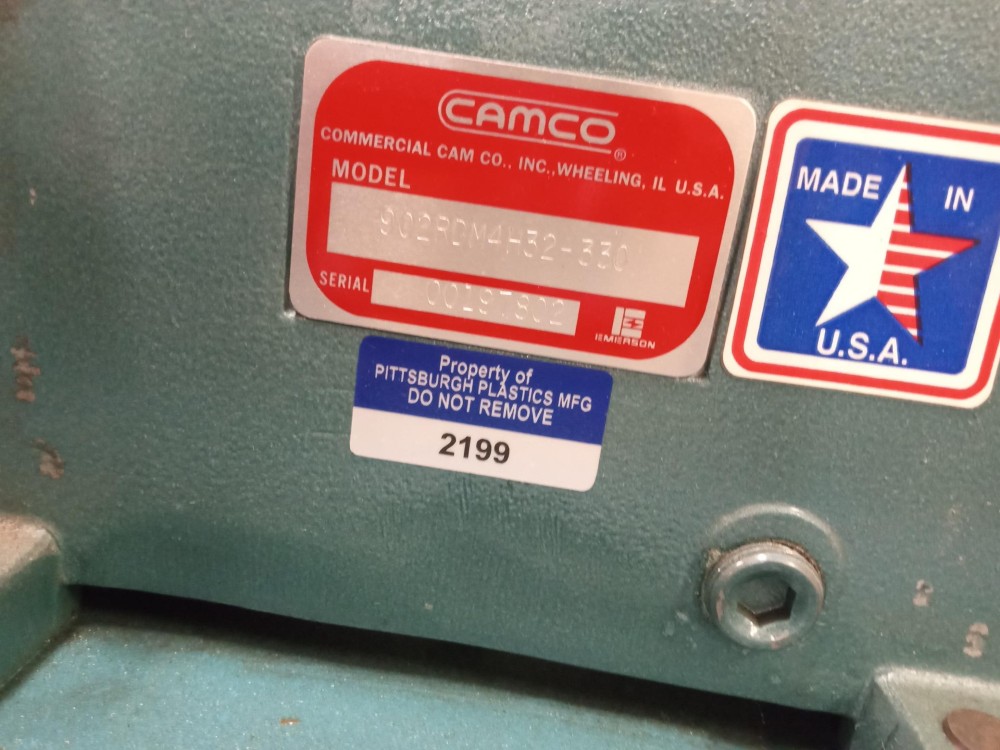 CAMCO®
COMMERCIAL CAM CO., INC., WHEELING, IL U.S.A.
MODEL
902RDM4H32-330
SERIAL
00197802
EMERSON
Property of
PITTSBURGH PLASTICS MFG
DO NOT REMOVE
2199
MADE IN
U.S.A.